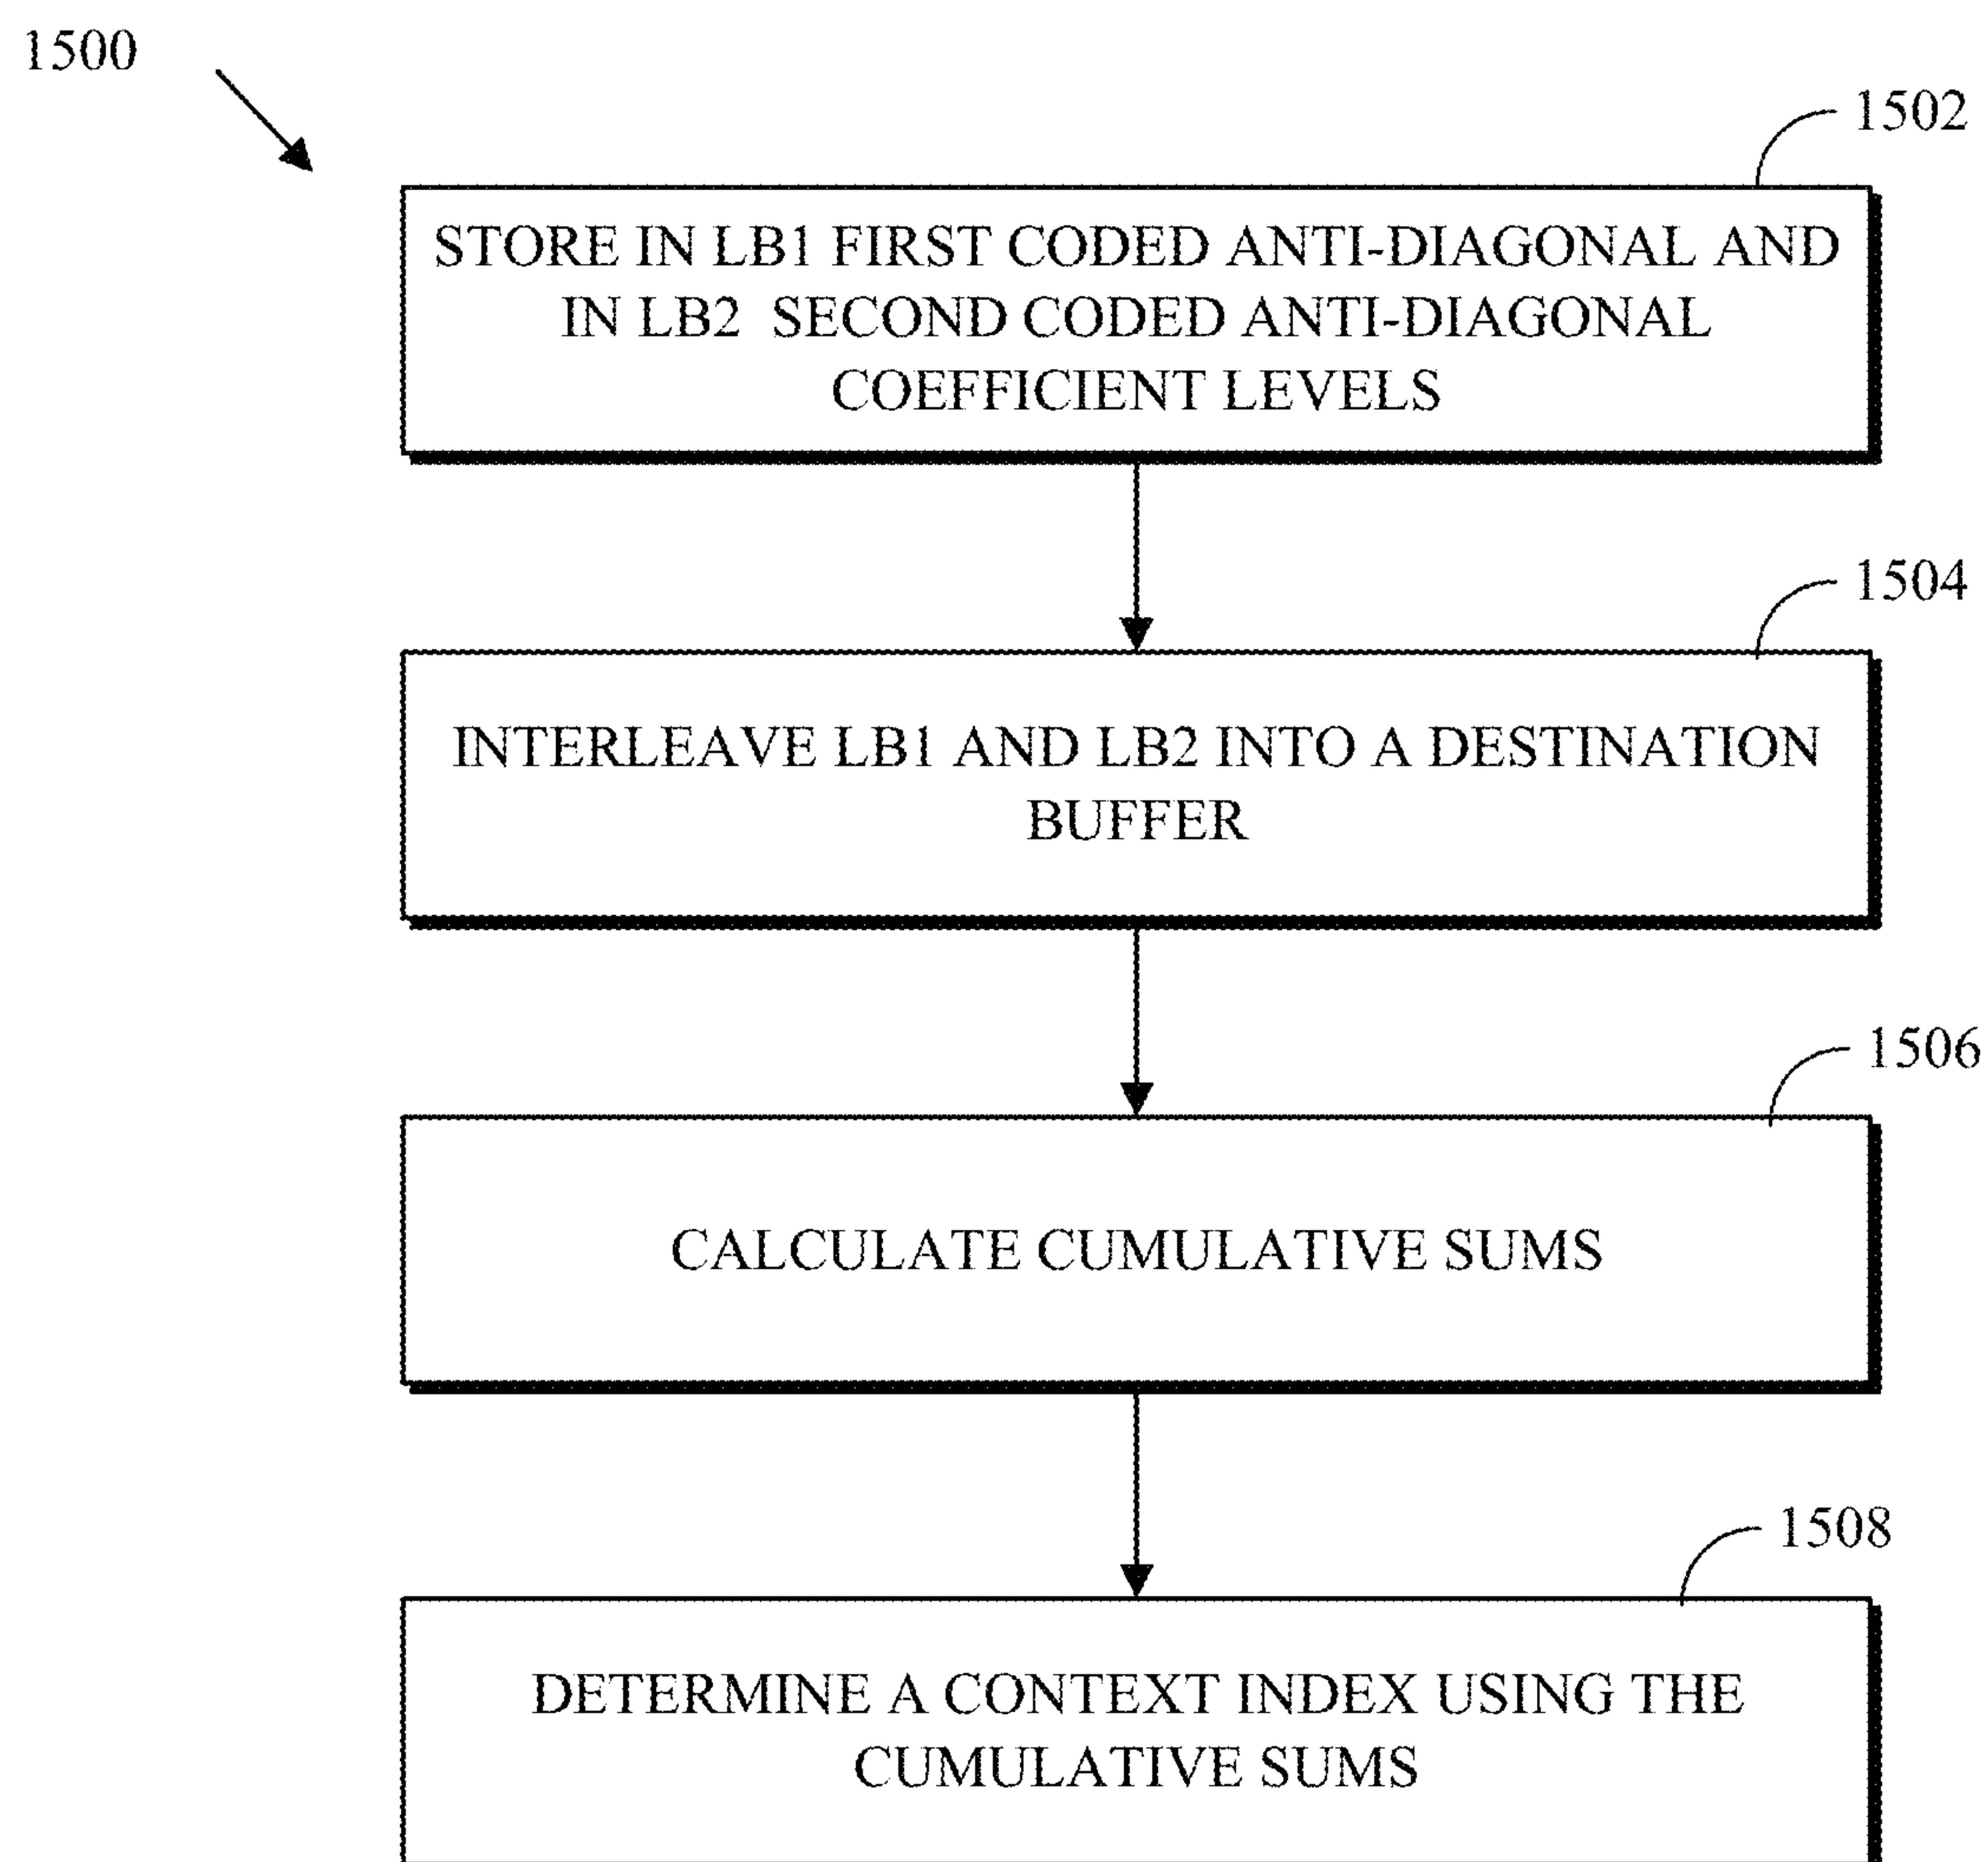 1500
1502
STORE IN LB1 FIRST CODED ANTI-DIAGONAL AND
IN LB2 SECOND CODED ANTI-DIAGONAL
COEFFICIENT LEVELS
1504
INTERLEAVE LB1 AND LB2 INTO A DESTINATION
BUFFER
1506
CALCULATE CUMULATIVE SUMS
1508
DETERMINE A CONTEXT INDEX USING THE
CUMULATIVE SUMS